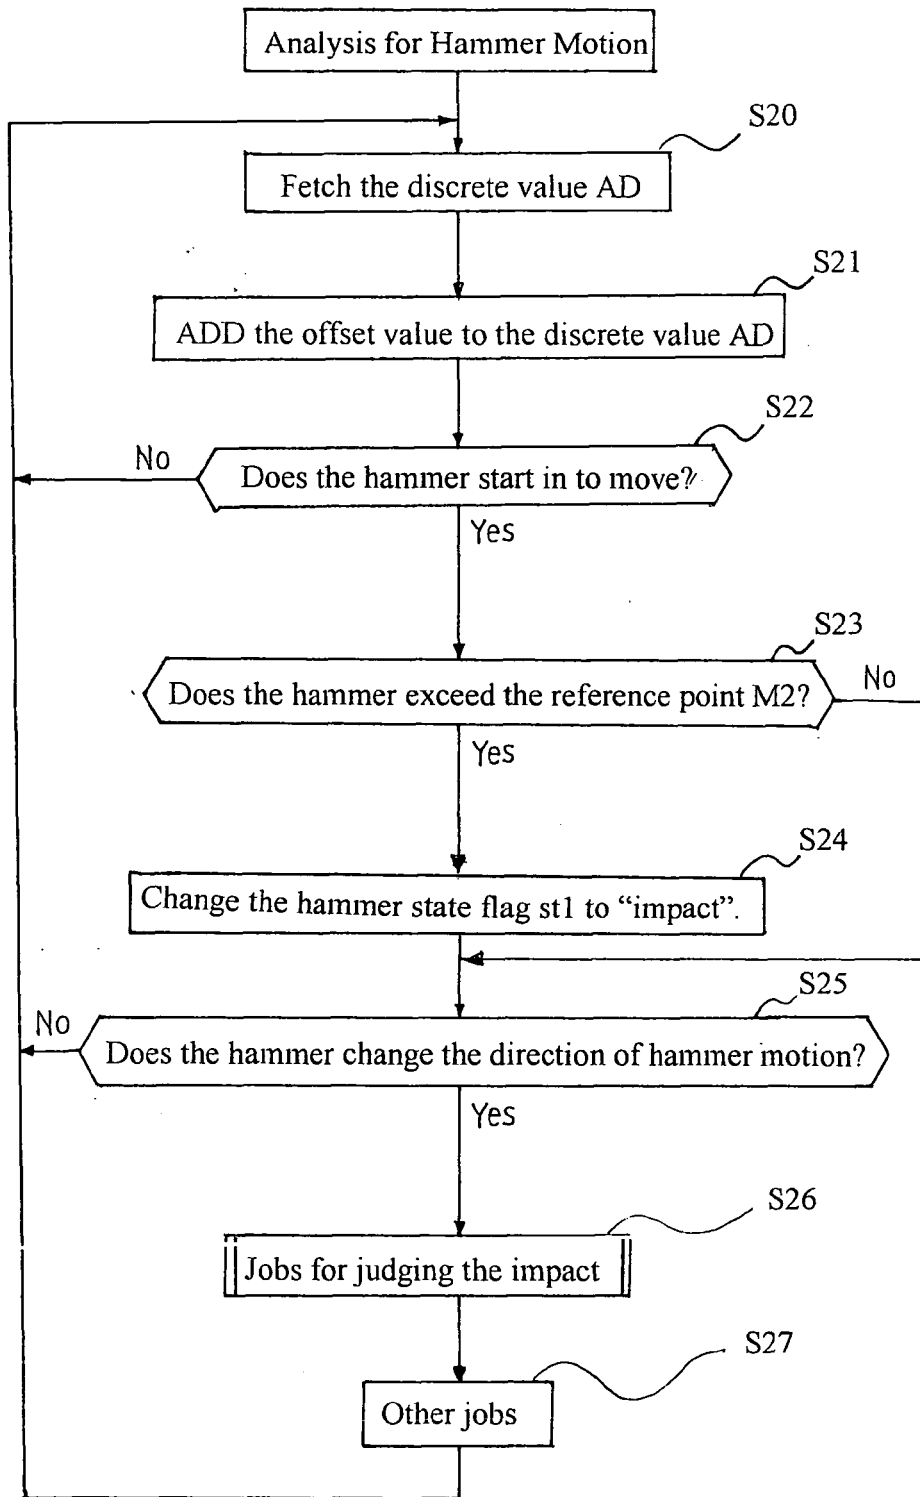 Analysis for Hammer Motion
S20
Fetch the discrete value AD
S21
ADD the offset value to the discrete value AD
S22
No
Does the hammer start in to move?
Yes
S23
Does the hammer exceed the reference point M2?
No
Yes
S24
Change the hammer state flag st1 to “impact”.
S25
No
Does the hammer change the direction of hammer motion?
Yes
S26
Jobs for judging the impact
S27
Other jobs